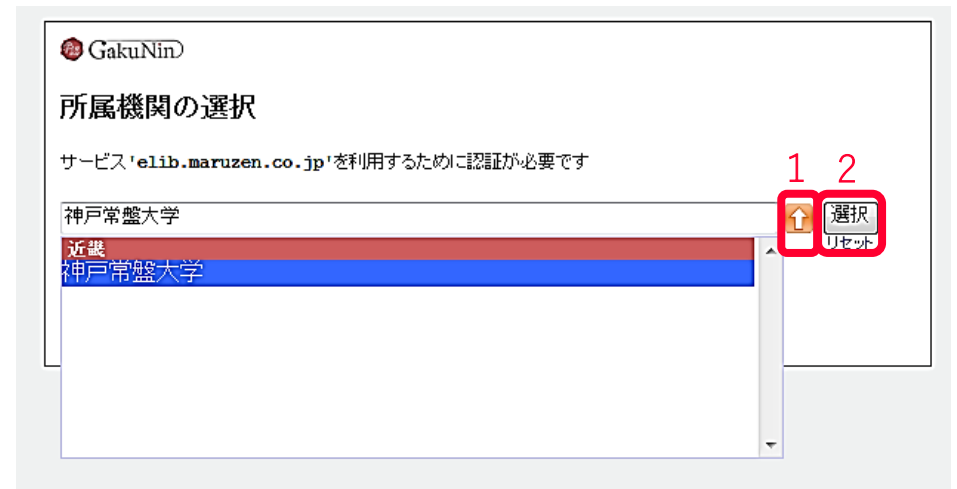 GakuNin
所属機関の選択
サービス'elib.maruzen.co.jp'を利用するために認証が必要です
1 2
神戸常盤大学
選択
リセット
近畿
神戸常盤大学